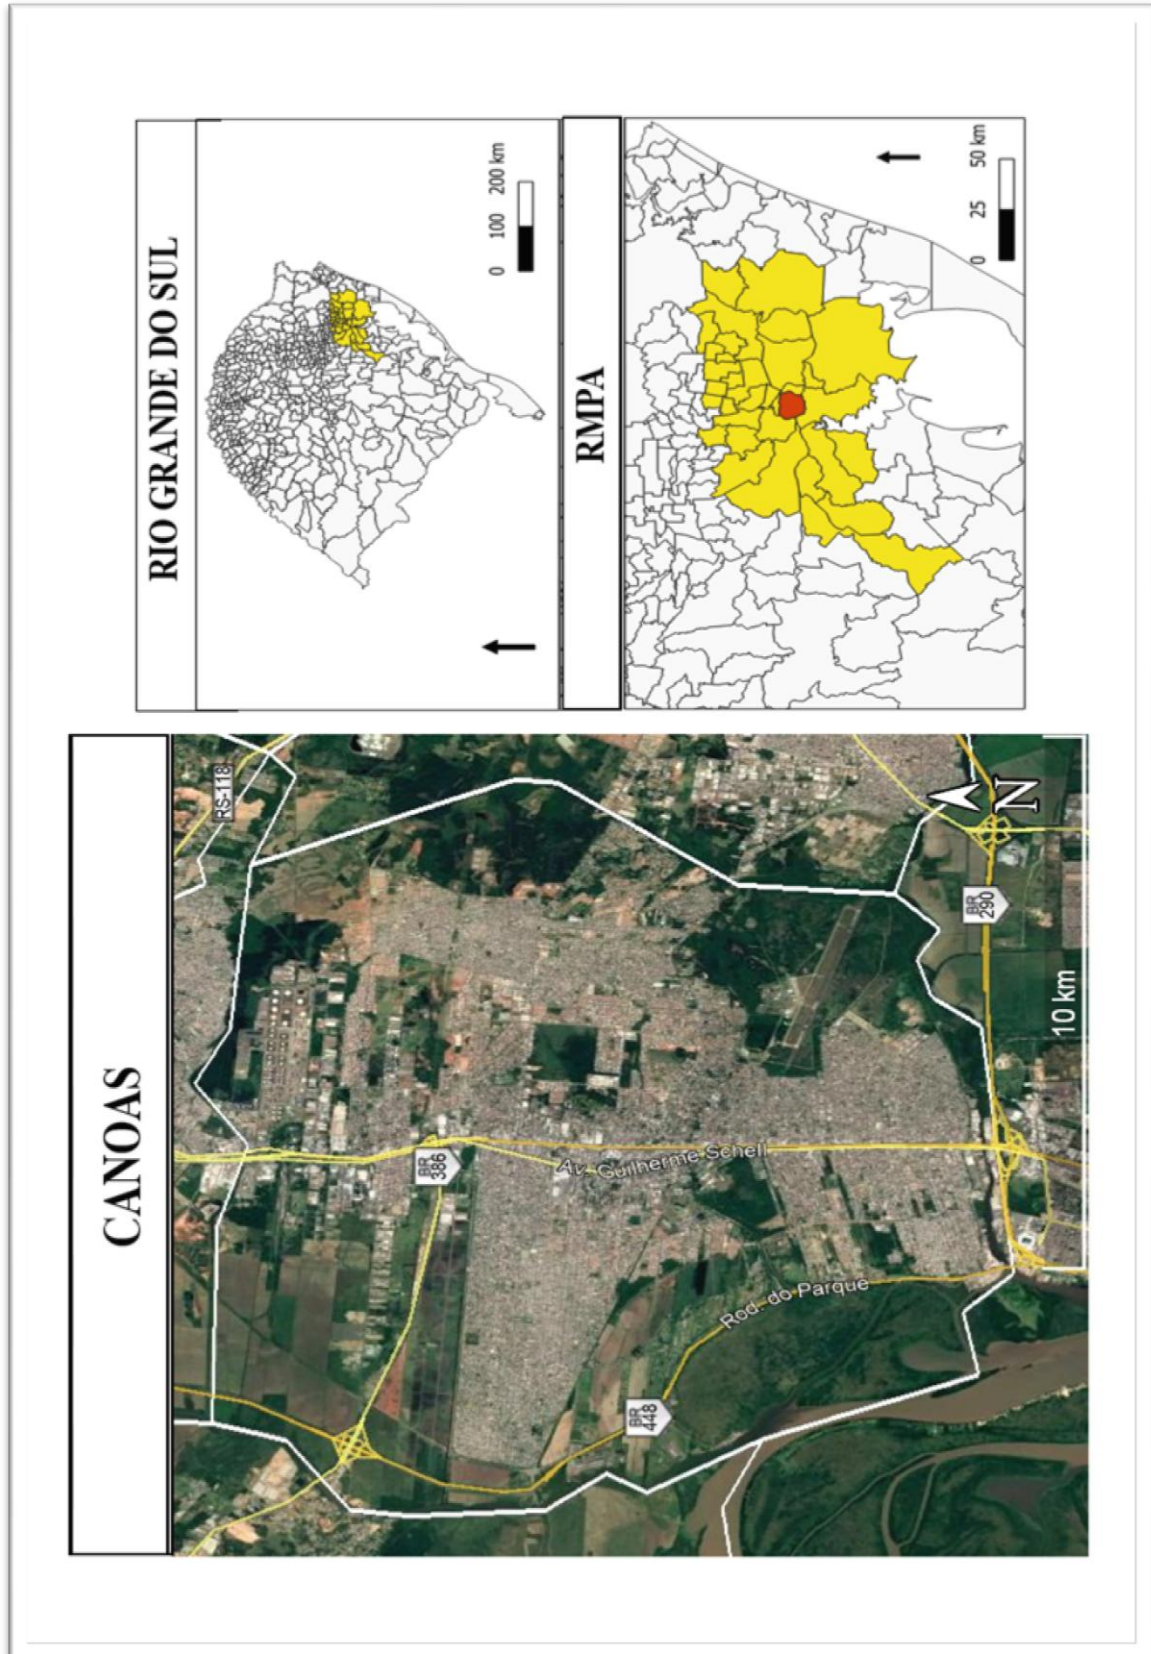 CANOAS
RS-118
BR
386
Av. Guilherme Schell
BR
448
Rod. do Parque
BR
290
N
10 km
RIO GRANDE DO SUL
0 100 200 km
RMPA
0 25 50 km